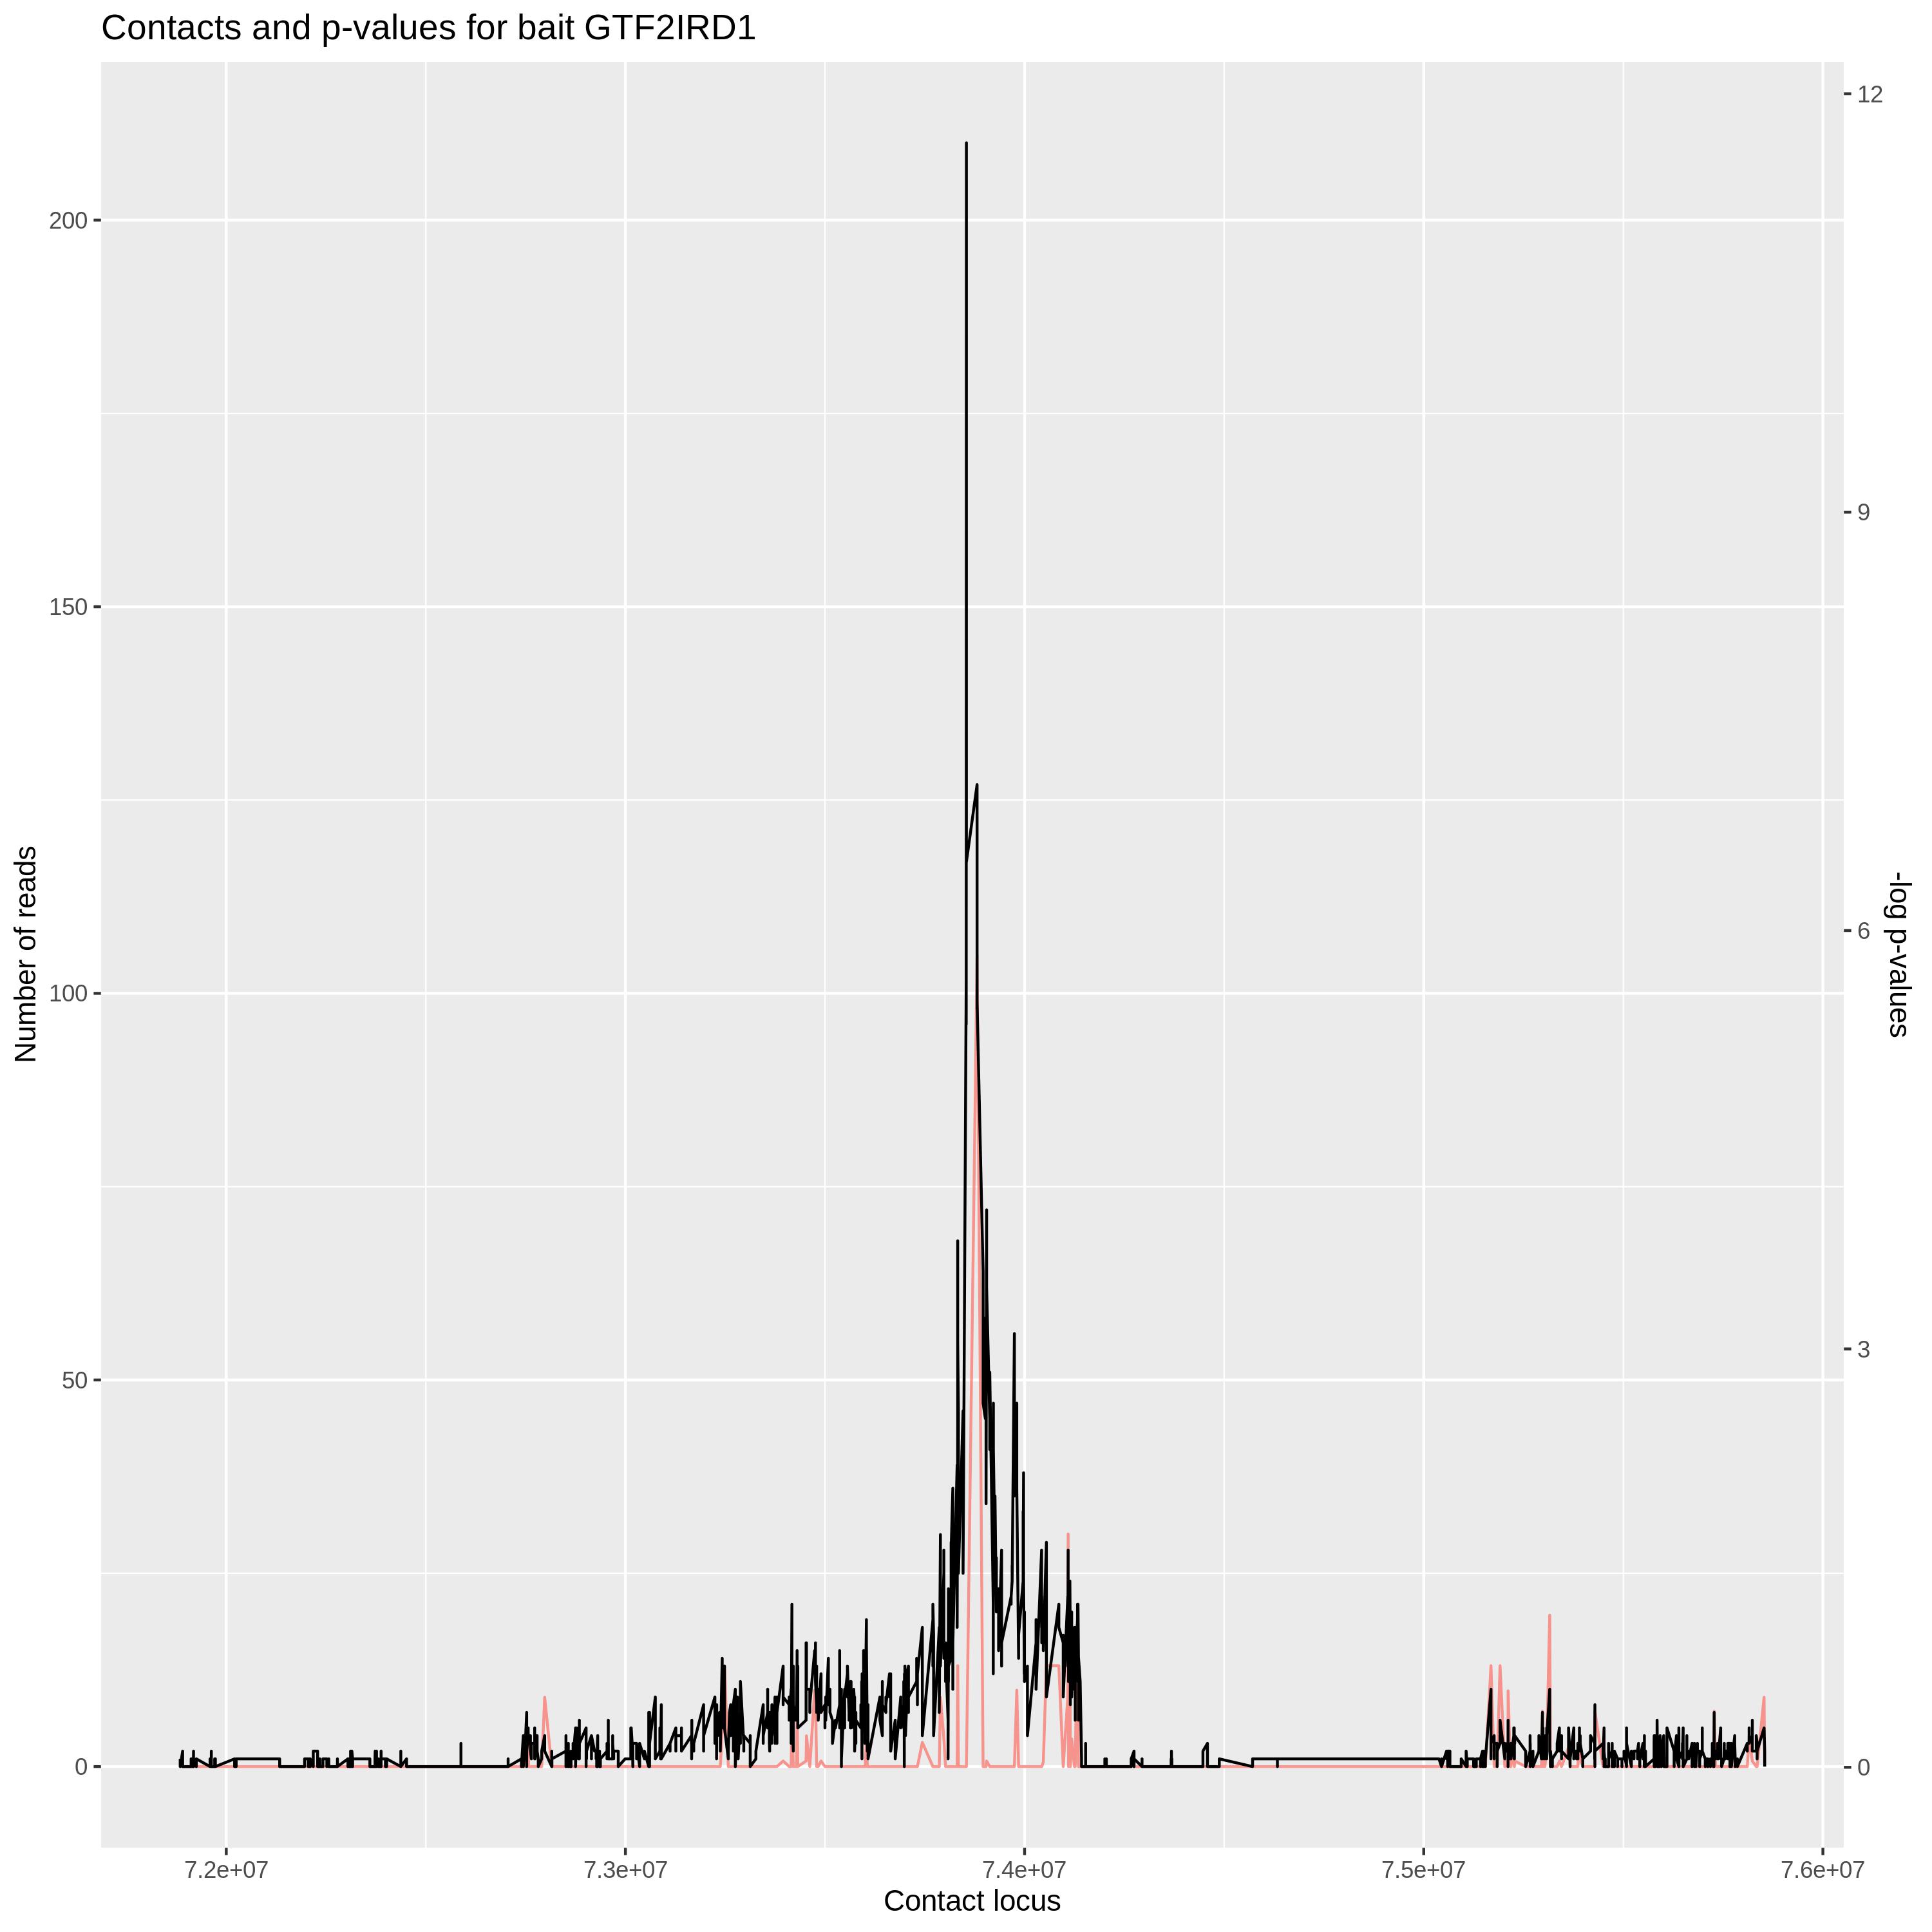 Contacts and p-values for bait GTF2IRD1
12
200
9
150
Number of reads
-log p-values
6
100
3
50
0
0
7.2e+07
7.3e+07
7.4e+07
7.5e+07
7.6e+07
Contact locus